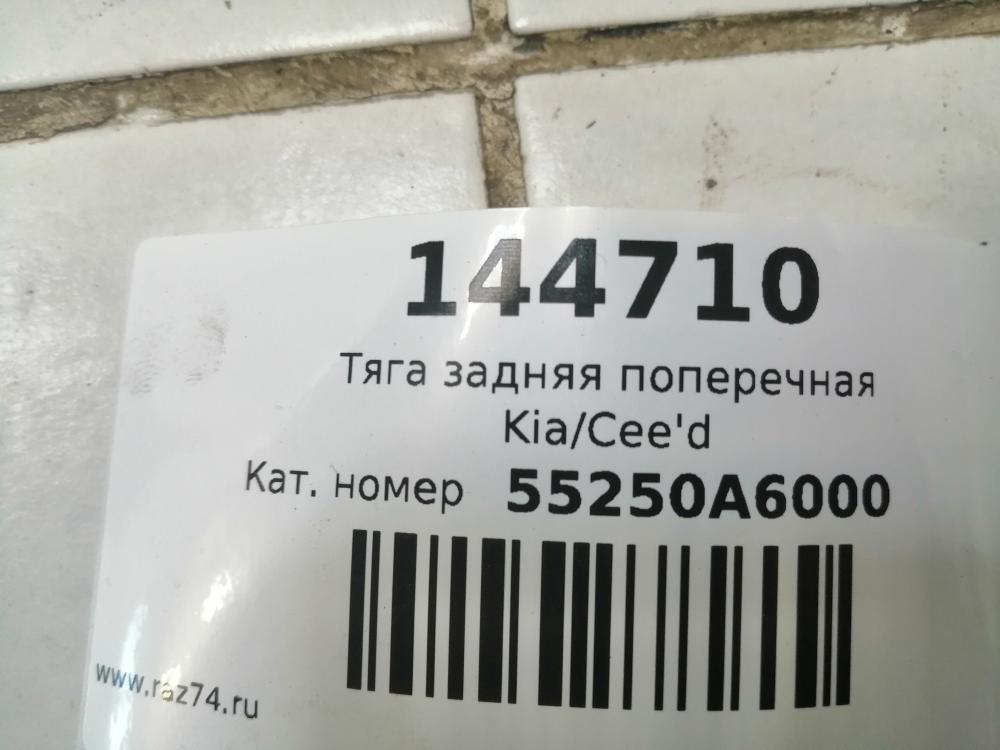 144710
Тяга задняя поперечная
Kia/Cee'd
Кат. номер 55250A6000
www.raz74.ru